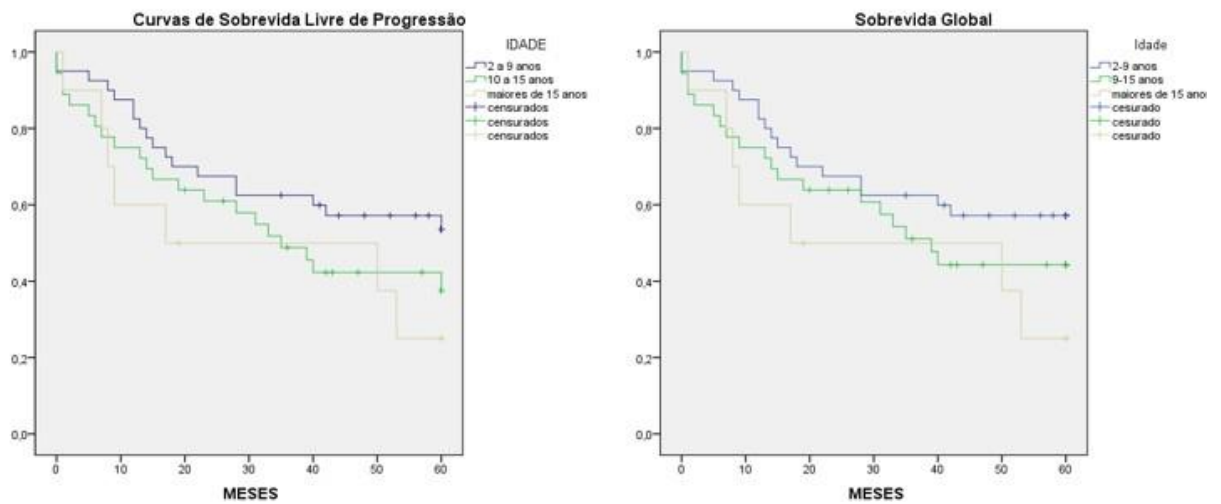 Curvas de Sobrevida Livre de Progressão
IDADE
2 a 9 anos
10 a 15 anos
maiores de 15 anos
censurados
censurados
censurados
1,0
0,8
0,6
0,4
0,2
0,0
0 10 20 30 40 50 60
MESES
Sobrevida Global
Idade
2-9 anos
9-15 anos
maiores de 15 anos
cesurado
cesurado
cesurado
1,0
0,8
0,6
0,4
0,2
0,0
0 10 20 30 40 50 60
MESES